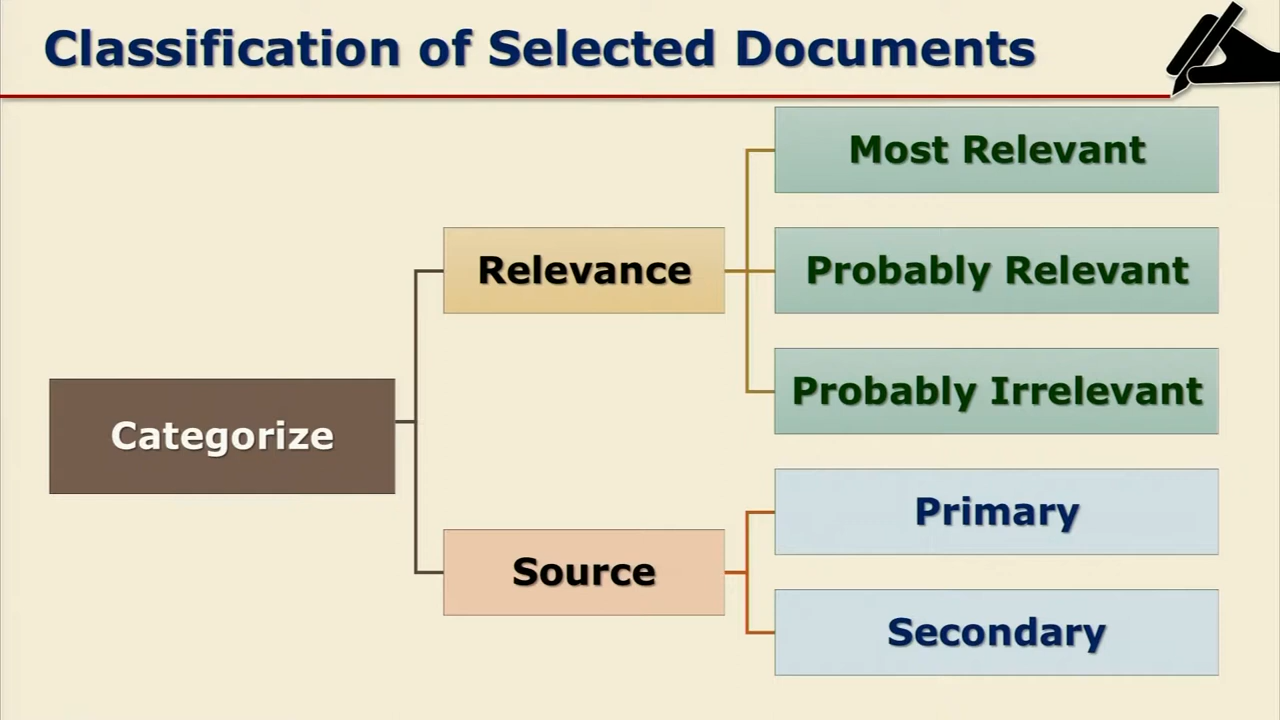 Classification of Selected Documents
Categorize
Relevance
Most Relevant
Probably Relevant
Probably Irrelevant
Source
Primary
Secondary